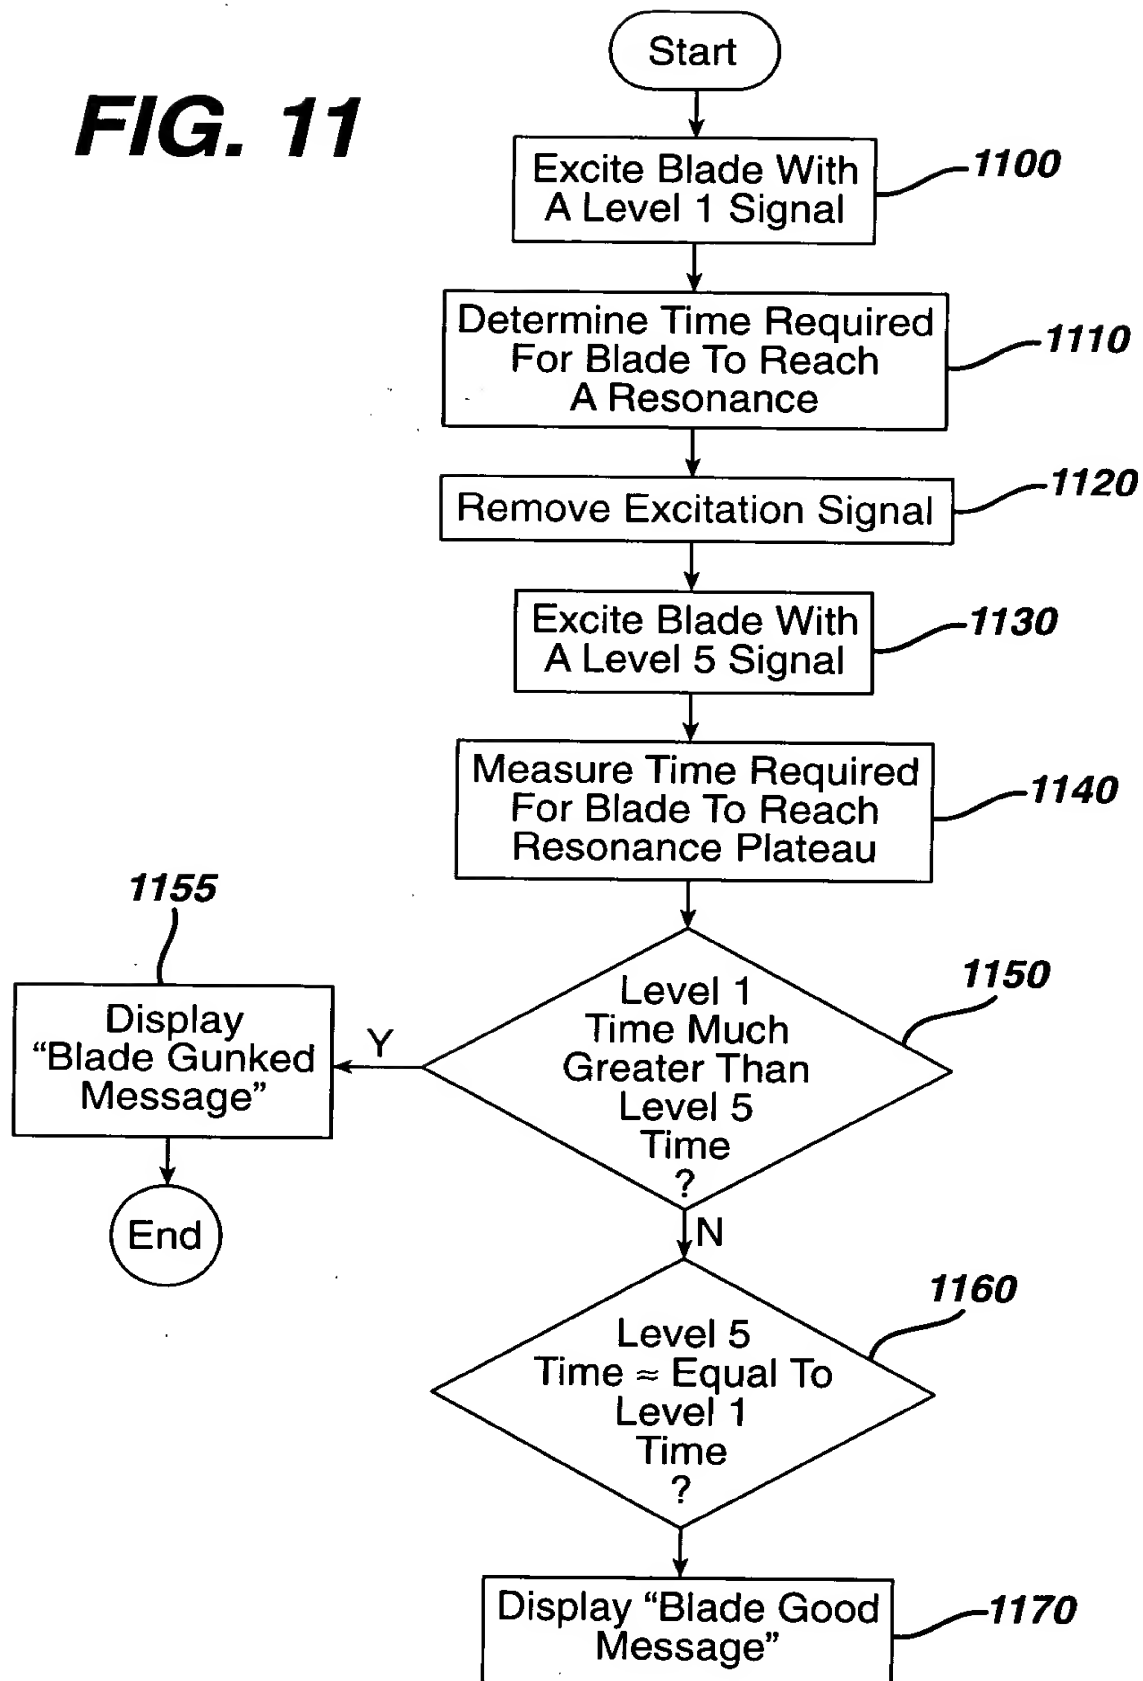 FIG. 11
Start
Excite Blade With
A Level 1 Signal
1100
Determine Time Required
For Blade To Reach
A Resonance
1110
Remove Excitation Signal
1120
Excite Blade With
A Level 5 Signal
1130
Measure Time Required
For Blade To Reach
Resonance Plateau
1140
Level 1
Time Much
Greater Than
Level 5
Time
?
1150
Y
1155
Display
“Blade Gunked
Message”
End
N
Level 5
Time ≈ Equal To
Level 1
Time
?
1160
Display “Blade Good
Message”
1170